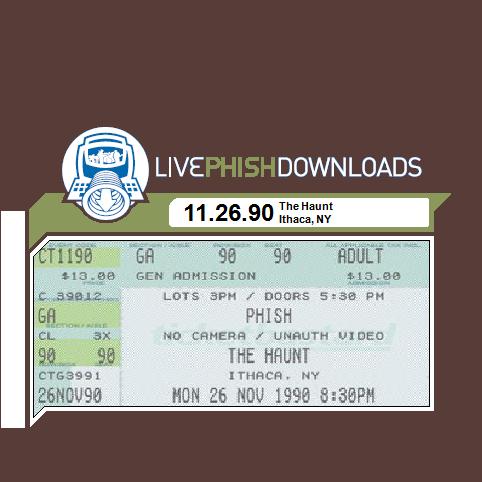 LIVEPHISHDOWNLOADS
11.26.90 The Haunt
Ithaca, NY
CT1190 GA 90 90 ADULT
$13.00 GEN ADMISSION $13.00
C 39012 LOTS 3PM / DOORS 5:30 PM
GA PHISH
CL 3X NO CAMERA / UNAUTH VIDEO
90 90 THE HAUNT
CTG3991 ITHACA, NY
26NOV90 MON 26 NOV 1990 8:30PM